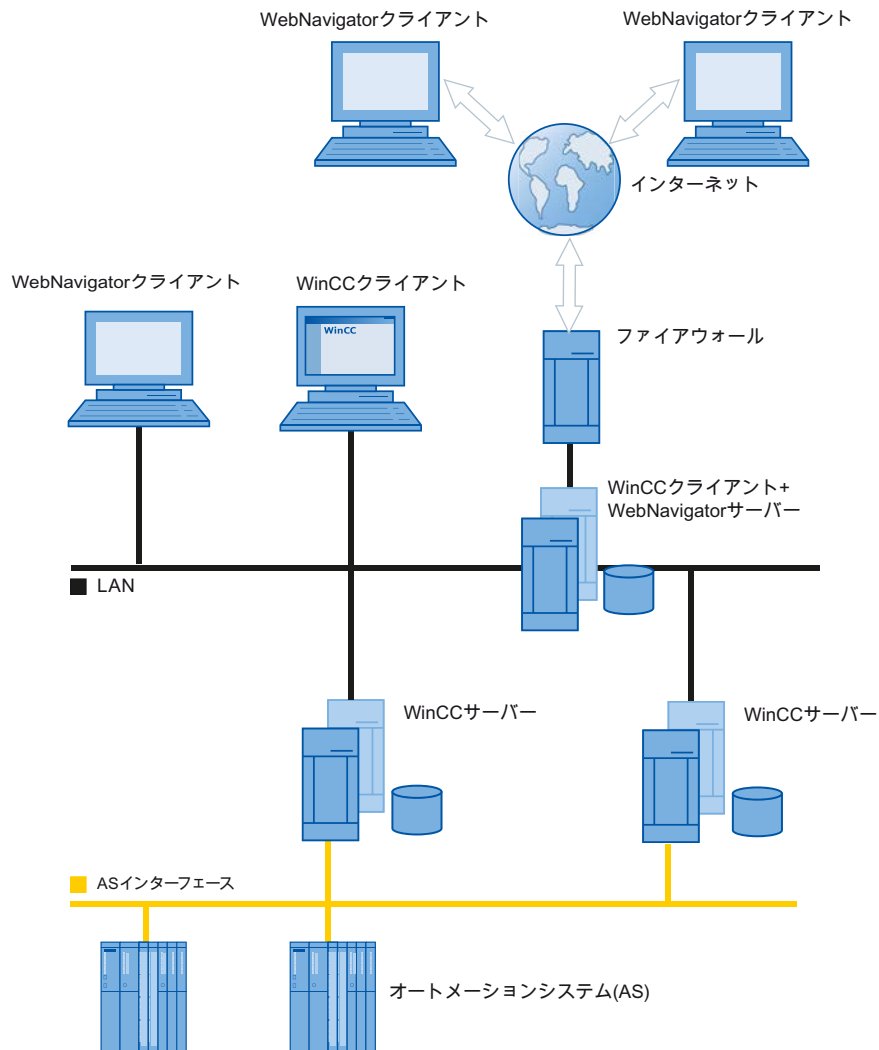 WebNavigatorクライアント
WebNavigatorクライアント
インターネット
WebNavigatorクライアント
WinCCクライアント
WinCC
ファイアウォール
WinCCクライアント+
WebNavigatorサーバー
LAN
WinCCサーバー
WinCCサーバー
ASインターフェース
オートメーションシステム(AS)